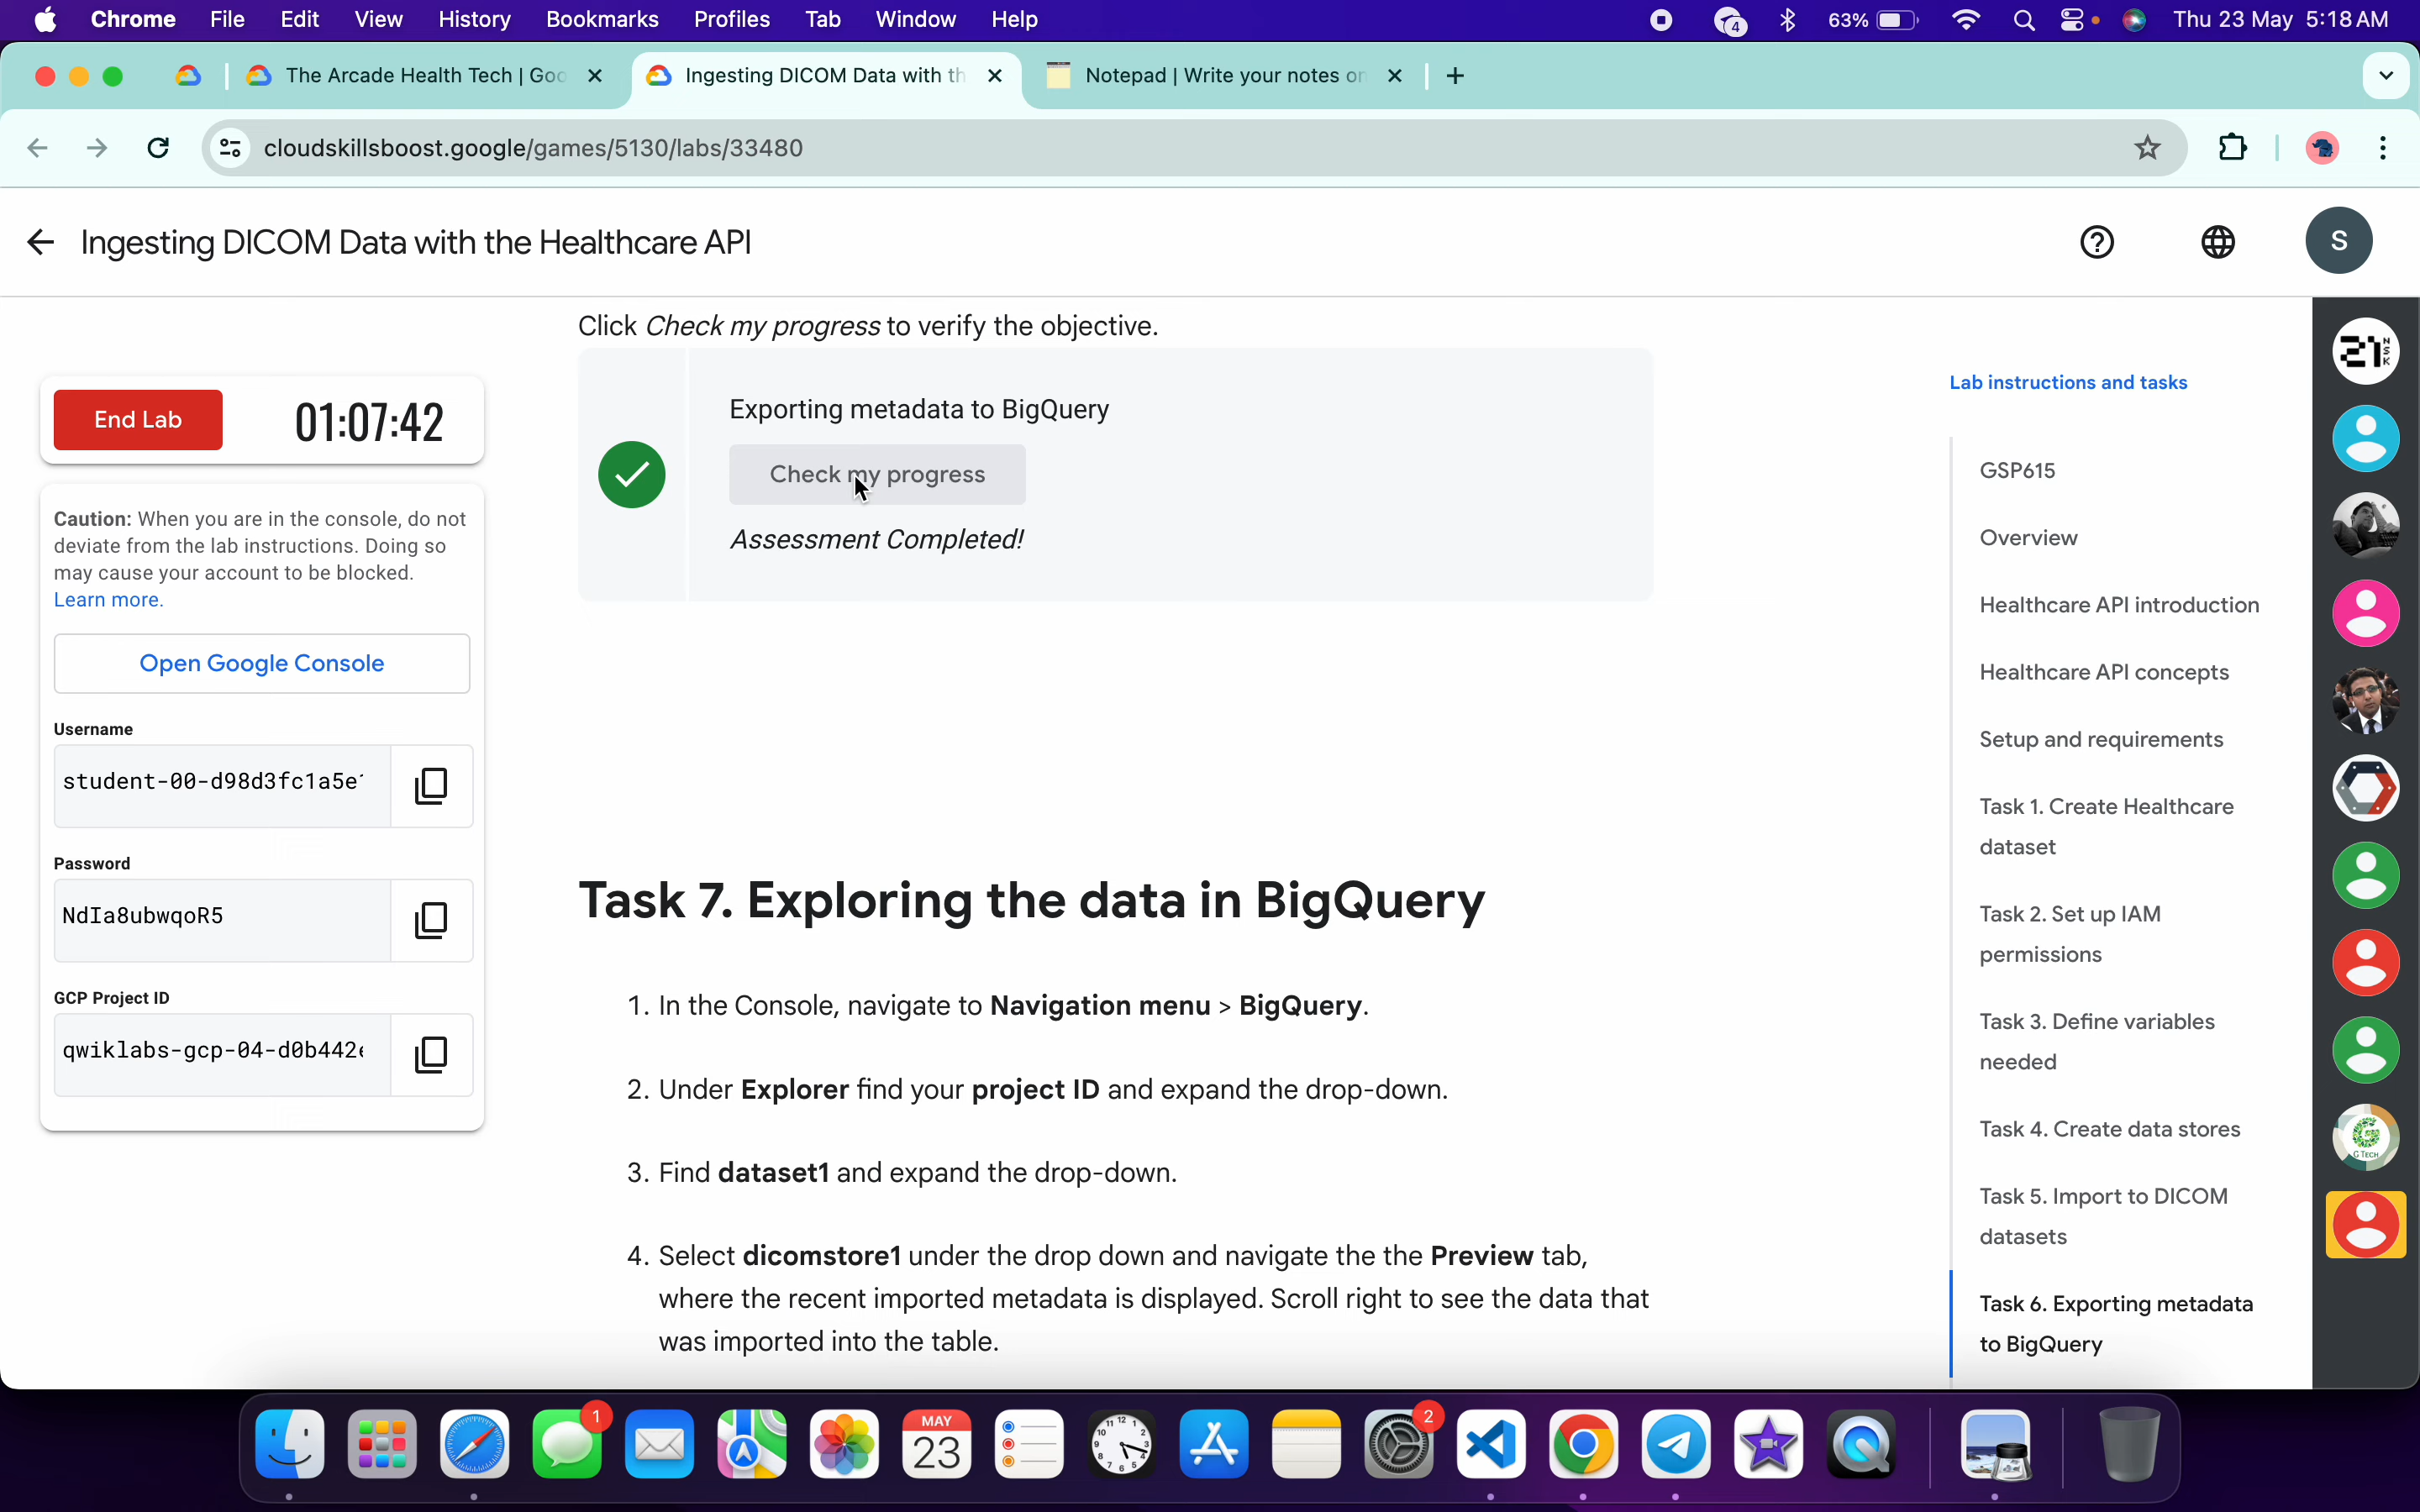 Chrome File Edit View History Bookmarks Profiles Tab Window Help 4 63% Thu 23 May 5:18 AM
The Arcade Health Tech | Goo
Ingesting DICOM Data with th
Notepad | Write your notes on
cloudskillsboost.google/games/5130/labs/33480
Ingesting DICOM Data with the Healthcare API
S
End Lab
01:07:42
Caution: When you are in the console, do not
deviate from the lab instructions. Doing so
may cause your account to be blocked.
Learn more.
Open Google Console
Username
student-00-d98d3fc1a5e
Password
NdIa8ubwqoR5
GCP Project ID
qwiklabs-gcp-04-d0b442
Click Check my progress to verify the objective.
Exporting metadata to BigQuery
Check my progress
Assessment Completed!
Task 7. Exploring the data in BigQuery
1. In the Console, navigate to Navigation menu > BigQuery.
2. Under Explorer find your project ID and expand the drop-down.
3. Find dataset1 and expand the drop-down.
4. Select dicomstore1 under the drop down and navigate the the Preview tab,
where the recent imported metadata is displayed. Scroll right to see the data that
was imported into the table.
Lab instructions and tasks
GSP615
Overview
Healthcare API introduction
Healthcare API concepts
Setup and requirements
Task 1. Create Healthcare
dataset
Task 2. Set up IAM
permissions
Task 3. Define variables
needed
Task 4. Create data stores
Task 5. Import to DICOM
datasets
Task 6. Exporting metadata
to BigQuery
21 NSK
G TECH
1
MAY
23
2